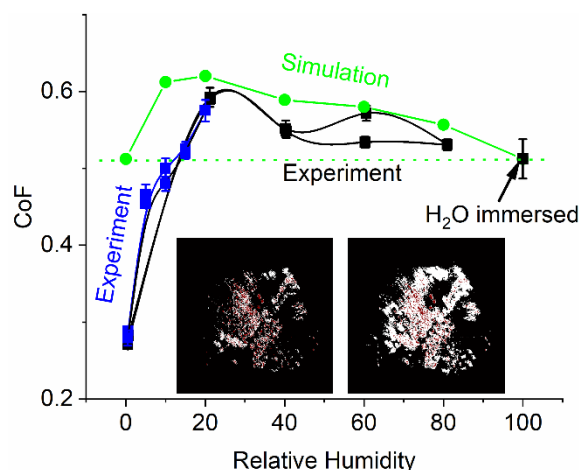 0.6
0.4
0.2
CoF
Simulation
Experiment
Experiment
H₂O immersed
0 20 40 60 80 100
Relative Humidity